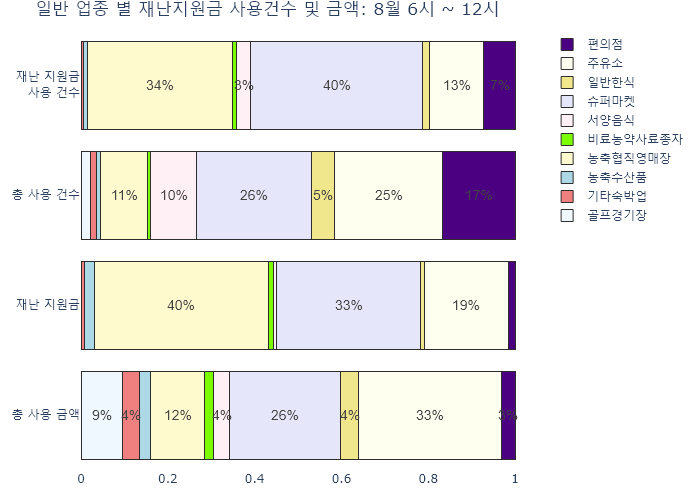 일반 업종 별 재난지원금 사용건수 및 금액: 8월 6시 ~ 12시
재난 지원금
사용 건수
34%
3%
40%
13%
7%
총 사용 건수
11%
10%
26%
5%
25%
17%
재난 지원금
40%
33%
19%
총 사용 금액
9%
4%
12%
4%
26%
4%
33%
3%
0
0.2
0.4
0.6
0.8
1
편의점
주유소
일반한식
슈퍼마켓
서양음식
비료농약사료종자
농축협직영매장
농축수산품
기타숙박업
골프경기장